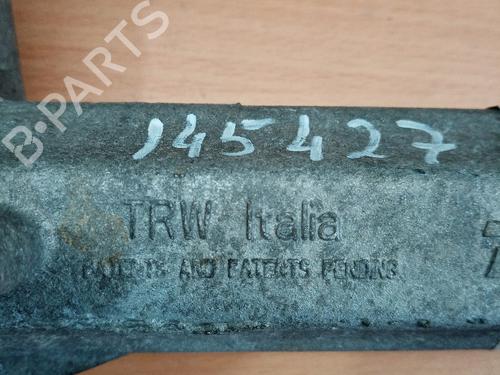 B-PARTS
145427
TRW Italia
PATENTS AND PATENTS PENDING